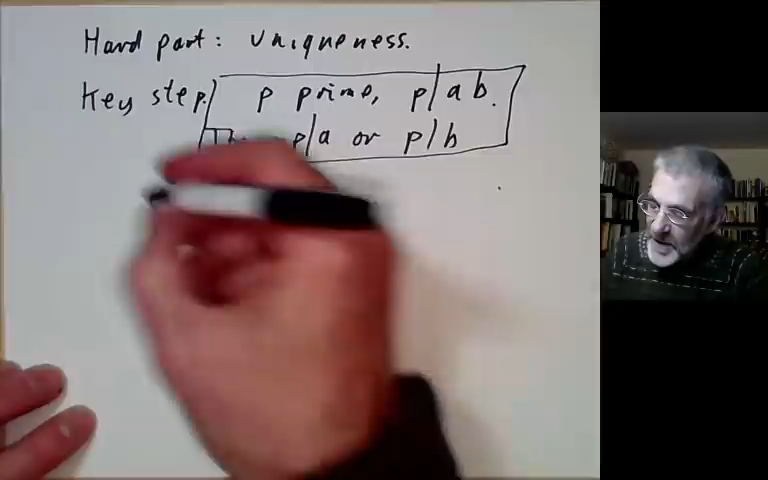 Hard part: uniqueness.
Key step. p prime, p|ab.
p|a or p|b